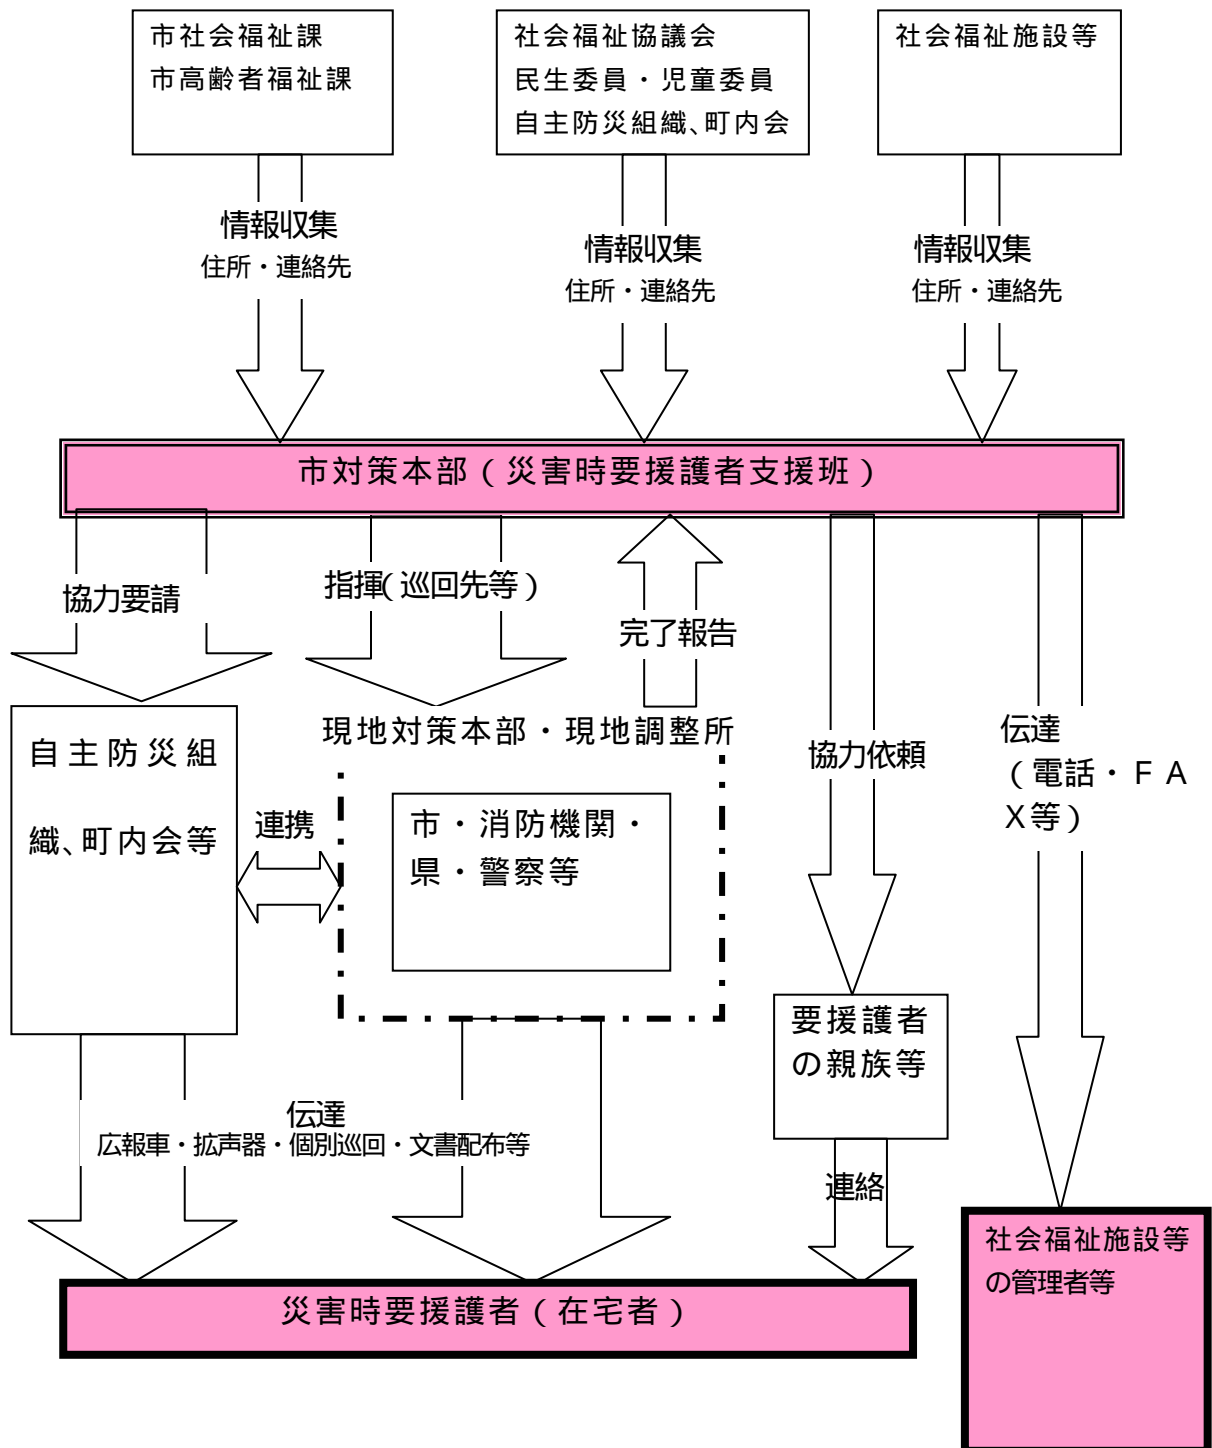 市社会福祉課
市高齢者福祉課
社会福祉協議会
民生委員・児童委員
自主防災組織、町内会
社会福祉施設等
情報収集
住所・連絡先
情報収集
住所・連絡先
情報収集
住所・連絡先
市対策本部（災害時要援護者支援班）
協力要請
指揮（巡回先等）
完了報告
現地対策本部・現地調整所
自主防災組
織、町内会等
連携
市・消防機関・
県・警察等
協力依頼
伝達
（電話・ＦＡ
Ｘ等）
要援護者
の親族等
伝達
広報車・拡声器・個別巡回・文書配布等
連絡
社会福祉施設等
の管理者等
災害時要援護者（在宅者）